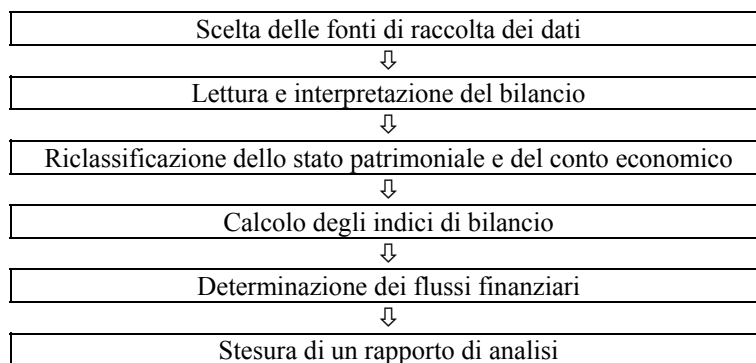 Scelta delle fonti di raccolta dei dati
⇩
Lettura e interpretazione del bilancio
⇩
Riclassificazione dello stato patrimoniale e del conto economico
⇩
Calcolo degli indici di bilancio
⇩
Determinazione dei flussi finanziari
⇩
Stesura di un rapporto di analisi